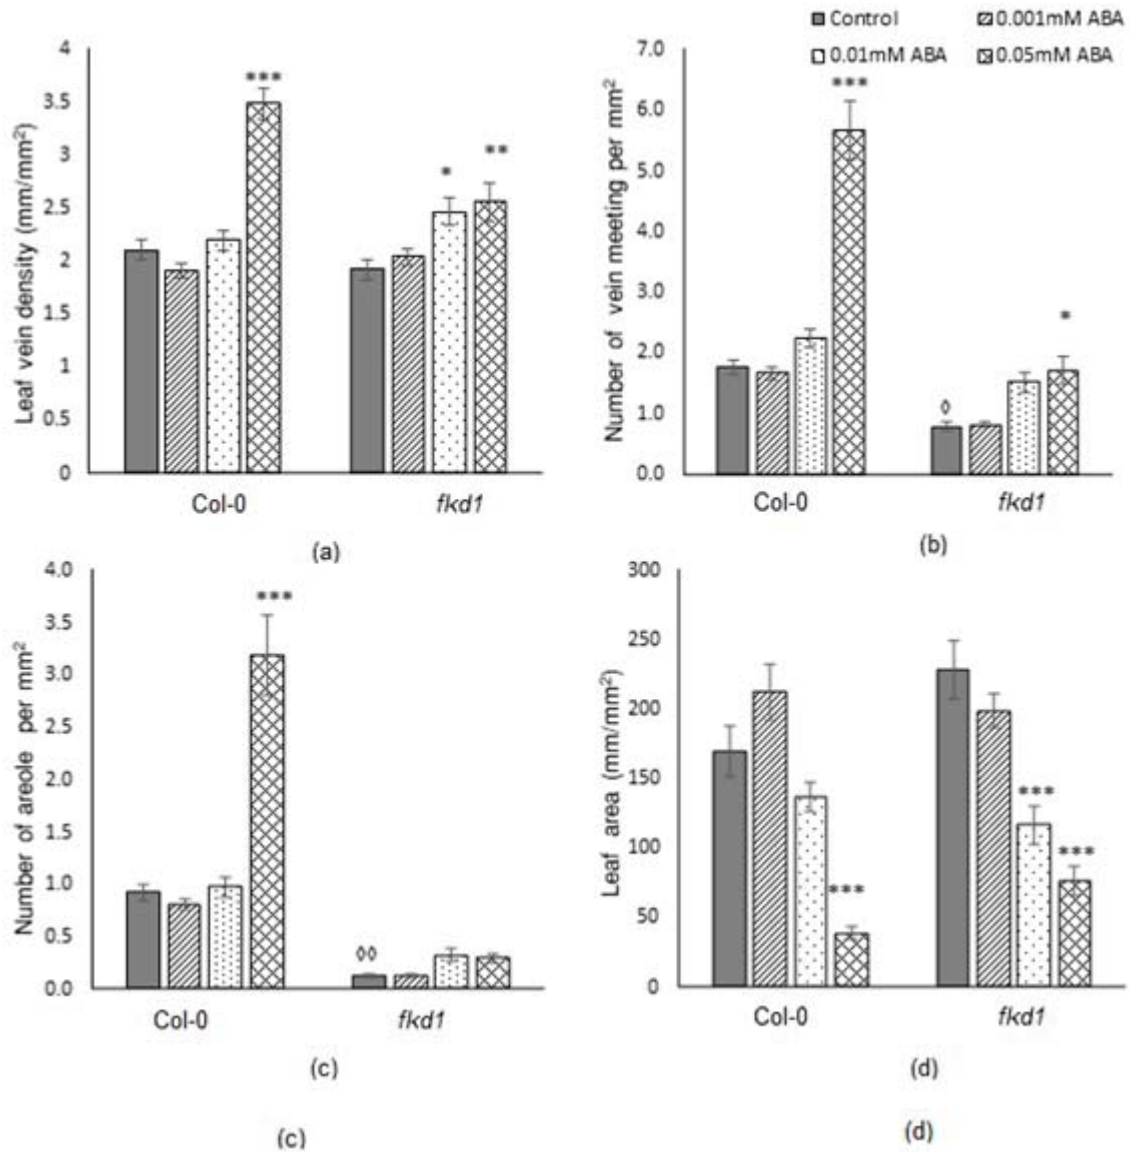 Control
0.001mM ABA
0.01mM ABA
0.05mM ABA
Leaf vein density (mm/mm²)
4
3.5
3
2.5
2
1.5
1
0.5
0
***
*
**
Col-0
fkd1
(a)
Number of vein meeting per mm²
7.0
6.0
5.0
4.0
3.0
2.0
1.0
0.0
***
◊
*
Col-0
fkd1
(b)
Number of areole per mm²
4.0
3.5
3.0
2.5
2.0
1.5
1.0
0.5
0.0
***
◊◊
Col-0
fkd1
(c)
Leaf area (mm/mm²)
300
250
200
150
100
50
0
***
***
***
Col-0
fkd1
(d)
(c)
(d)